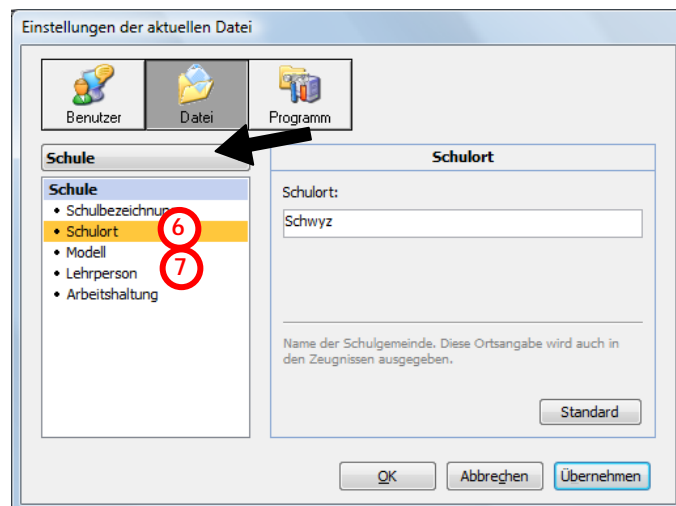 Einstellungen der aktuellen Datei
Benutzer Datei Programm
Schule
Schulort
Schule
• Schulbezeichnung
• Schulort
6
• Modell
• Lehrperson
7
• Arbeitshaltung
Schulort:
Schwyz
Name der Schulgemeinde. Diese Ortsangabe wird auch in
den Zeugnissen ausgegeben.
Standard
OK Abbrechen Übernehmen